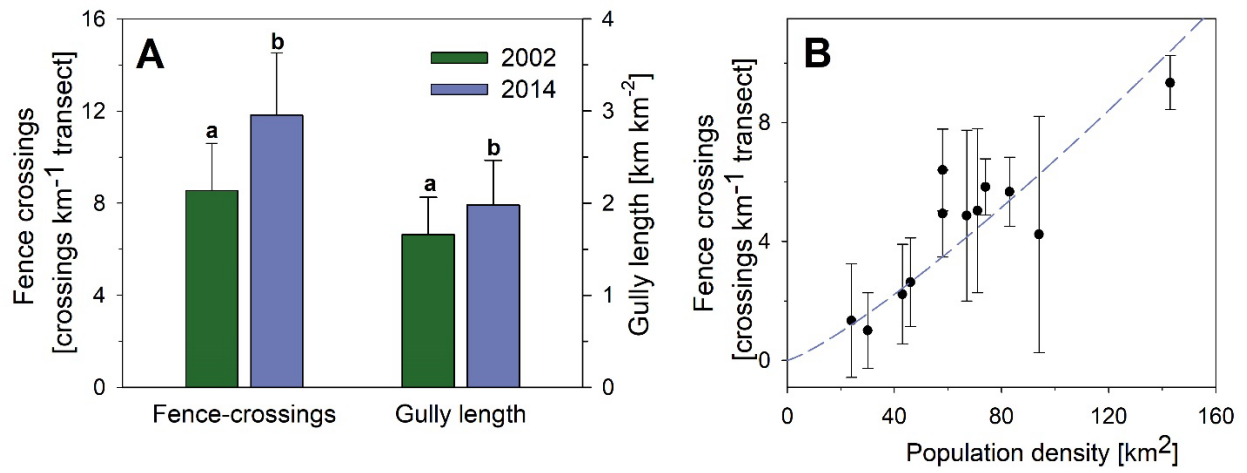 A
Fence crossings
[crossings km-1 transect]
16
12
8
4
0
a
b
a
b
2002
2014
4
3
2
1
0
Gully length [km km-2]
Fence-crossings
Gully length
B
Fence crossings
[crossings km-1 transect]
8
4
0
0
40
80
120
160
Population density [km2]